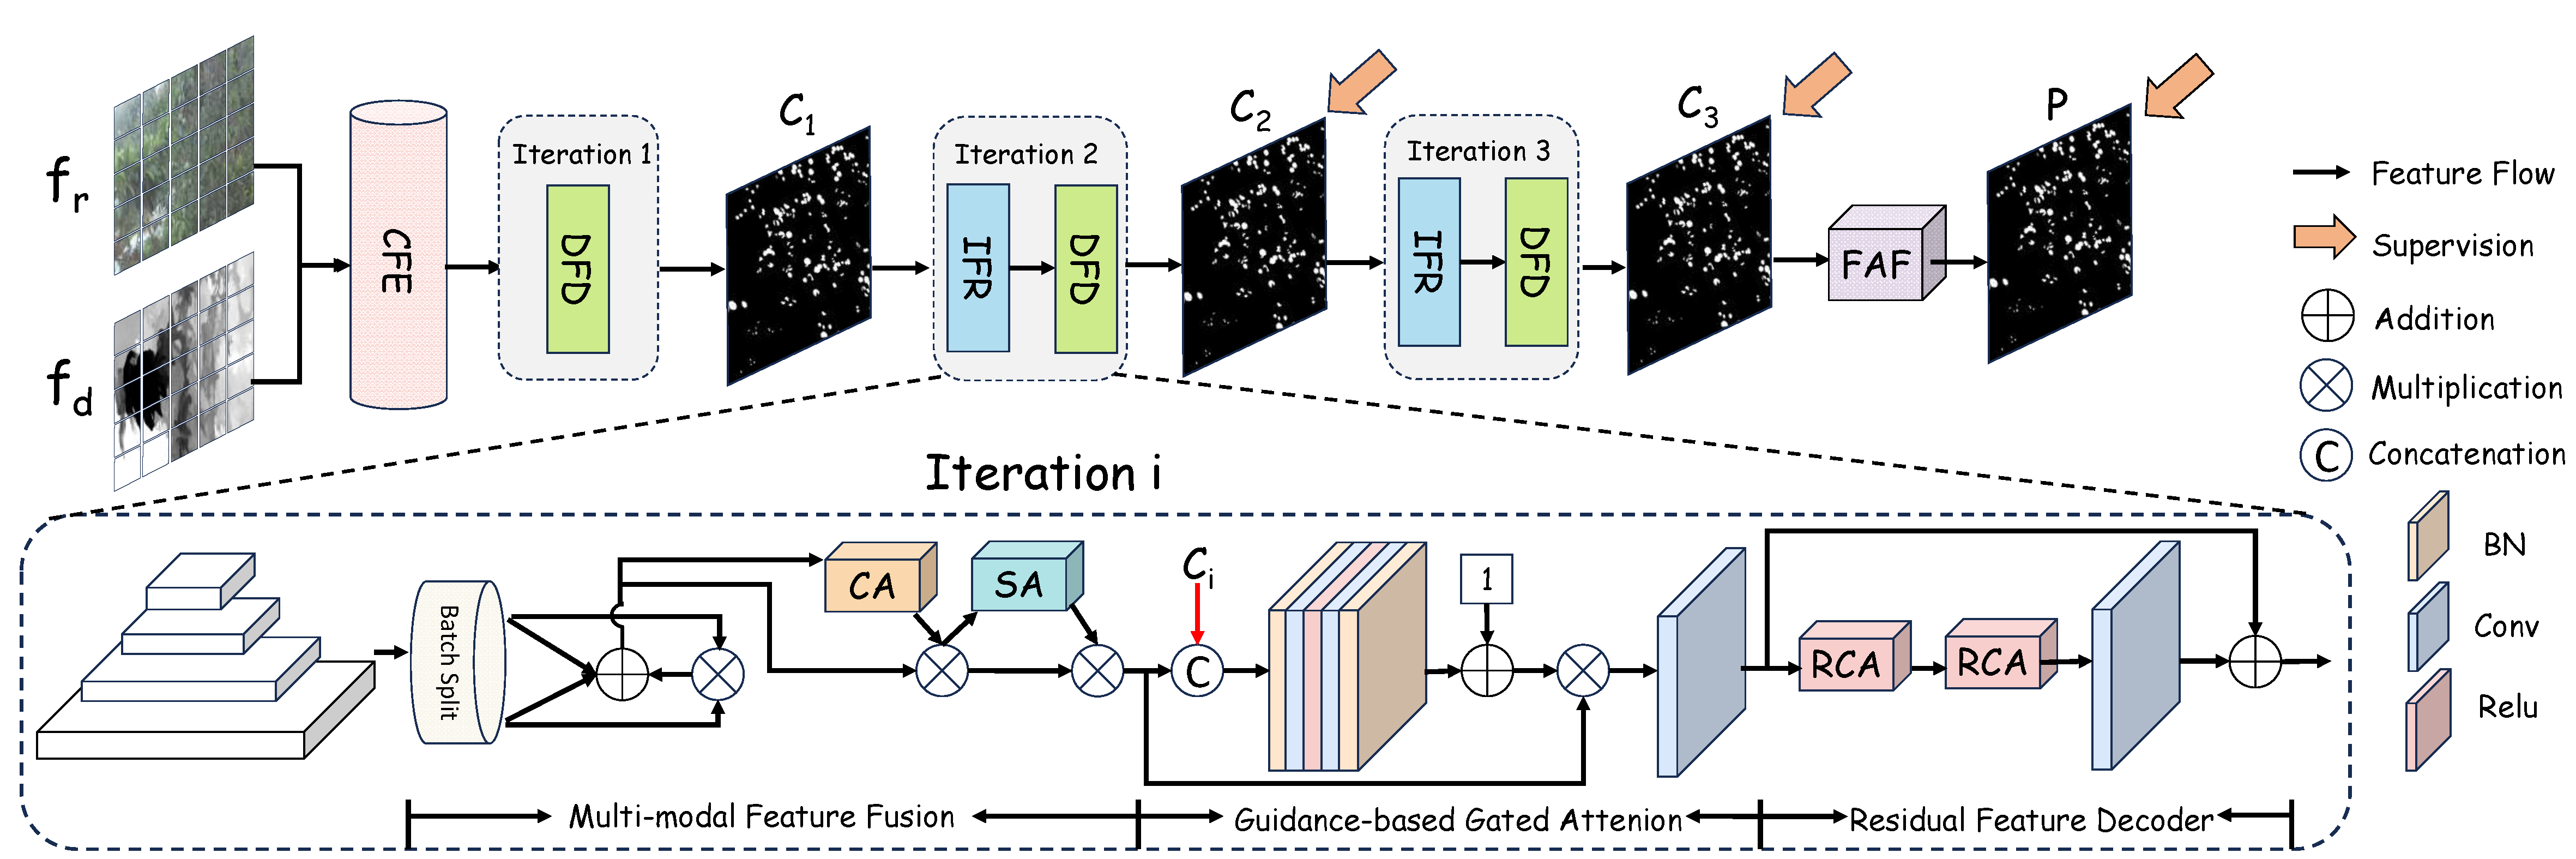 f_r
f_d
CFE
Iteration 1
DFD
C_1
Iteration 2
IFR
DFD
C_2
Iteration 3
IFR
DFD
C_3
FAF
P
Feature Flow
Supervision
Addition
Multiplication
C Concatenation
BN
Conv
Relu
Iteration i
Batch Split
CA
SA
C_i
C
1
RCA
RCA
Multi-modal Feature Fusion
Guidance-based Gated Attenion
Residual Feature Decoder